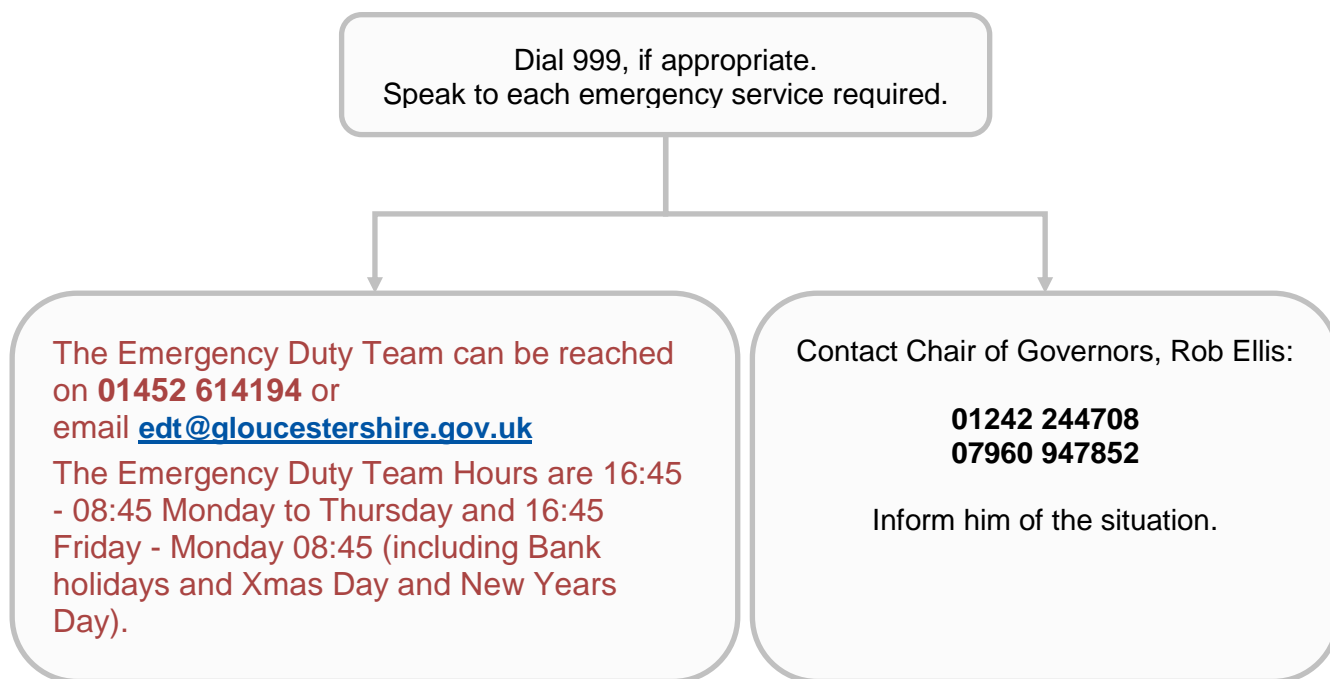 Dial 999, if appropriate.
Speak to each emergency service required.
The Emergency Duty Team can be reached
on 01452 614194 or
email edt@gloucestershire.gov.uk
The Emergency Duty Team Hours are 16:45
- 08:45 Monday to Thursday and 16:45
Friday - Monday 08:45 (including Bank
holidays and Xmas Day and New Years
Day).
Contact Chair of Governors, Rob Ellis:
01242 244708
07960 947852
Inform him of the situation.